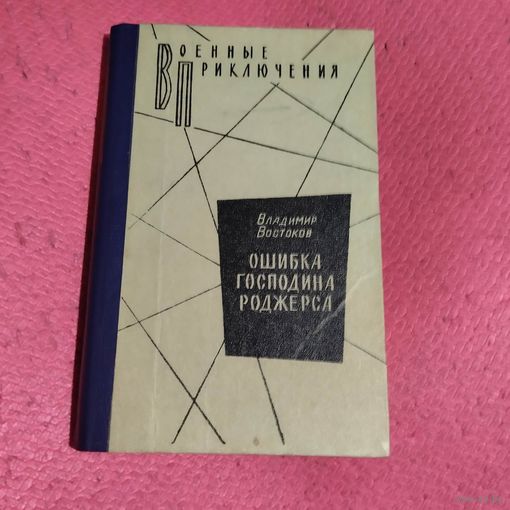 Военные
Приключения
Владимир
Востоков
ОШИБКА
ГОСПОДИНА
РОДЖЕРСА